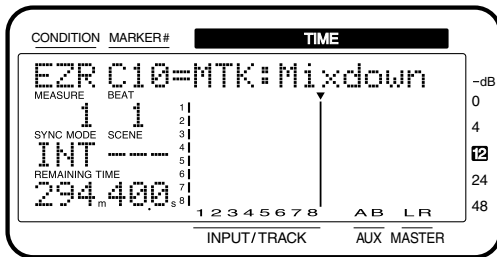 CONDITION MARKER# TIME
EZR C10=MTK:Mixdown
MEASURE BEAT
1 1
SYNC MODE SCENE
INT ---
REMAINING TIME
294m400s
1
2
3
4
5
6
7
8
1 2 3 4 5 6 7 8 A B L R
INPUT/TRACK AUX MASTER
-dB
0
4
12
24
48